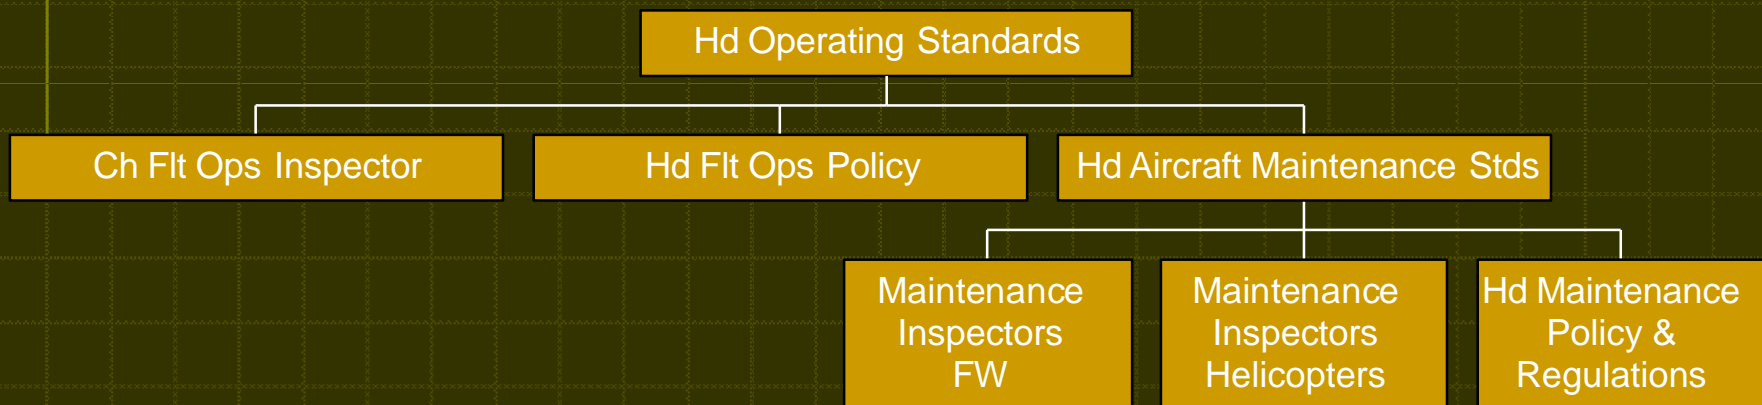 Hd Operating Standards
Ch Flt Ops Inspector
Hd Flt Ops Policy
Hd Aircraft Maintenance Stds
Maintenance
Inspectors
FW
Maintenance
Inspectors
Helicopters
Hd Maintenance
Policy &
Regulations